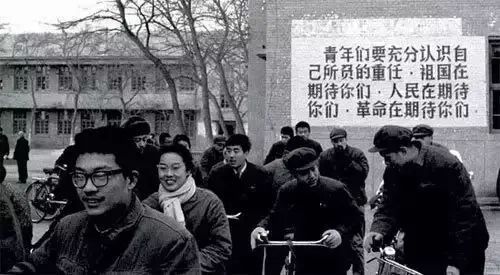 青年们要充分认识自
己所员的重任·祖国在
期待你们·人民在期待
你们·革命在期待你们·